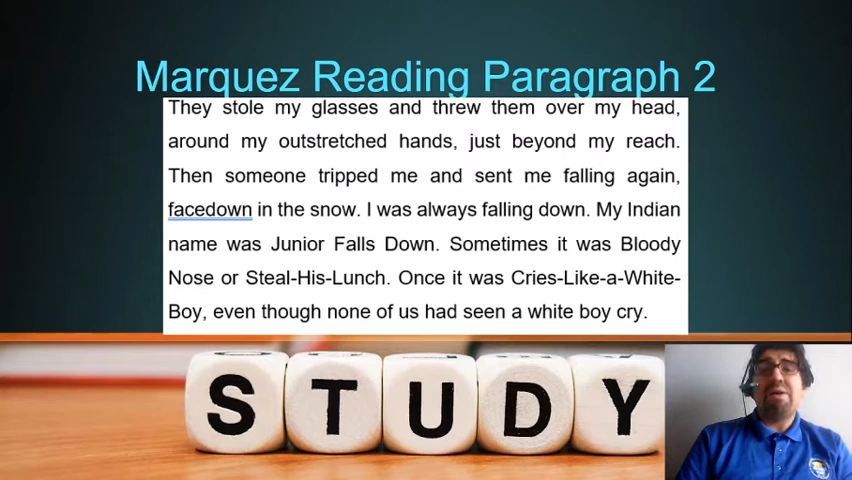 Marquez Reading Paragraph 2
They stole my glasses and threw them over my head,
around my outstretched hands, just beyond my reach.
Then someone tripped me and sent me falling again,
facedown in the snow. I was always falling down. My Indian
name was Junior Falls Down. Sometimes it was Bloody
Nose or Steal-His-Lunch. Once it was Cries-Like-a-White-
Boy, even though none of us had seen a white boy cry.
STUDY